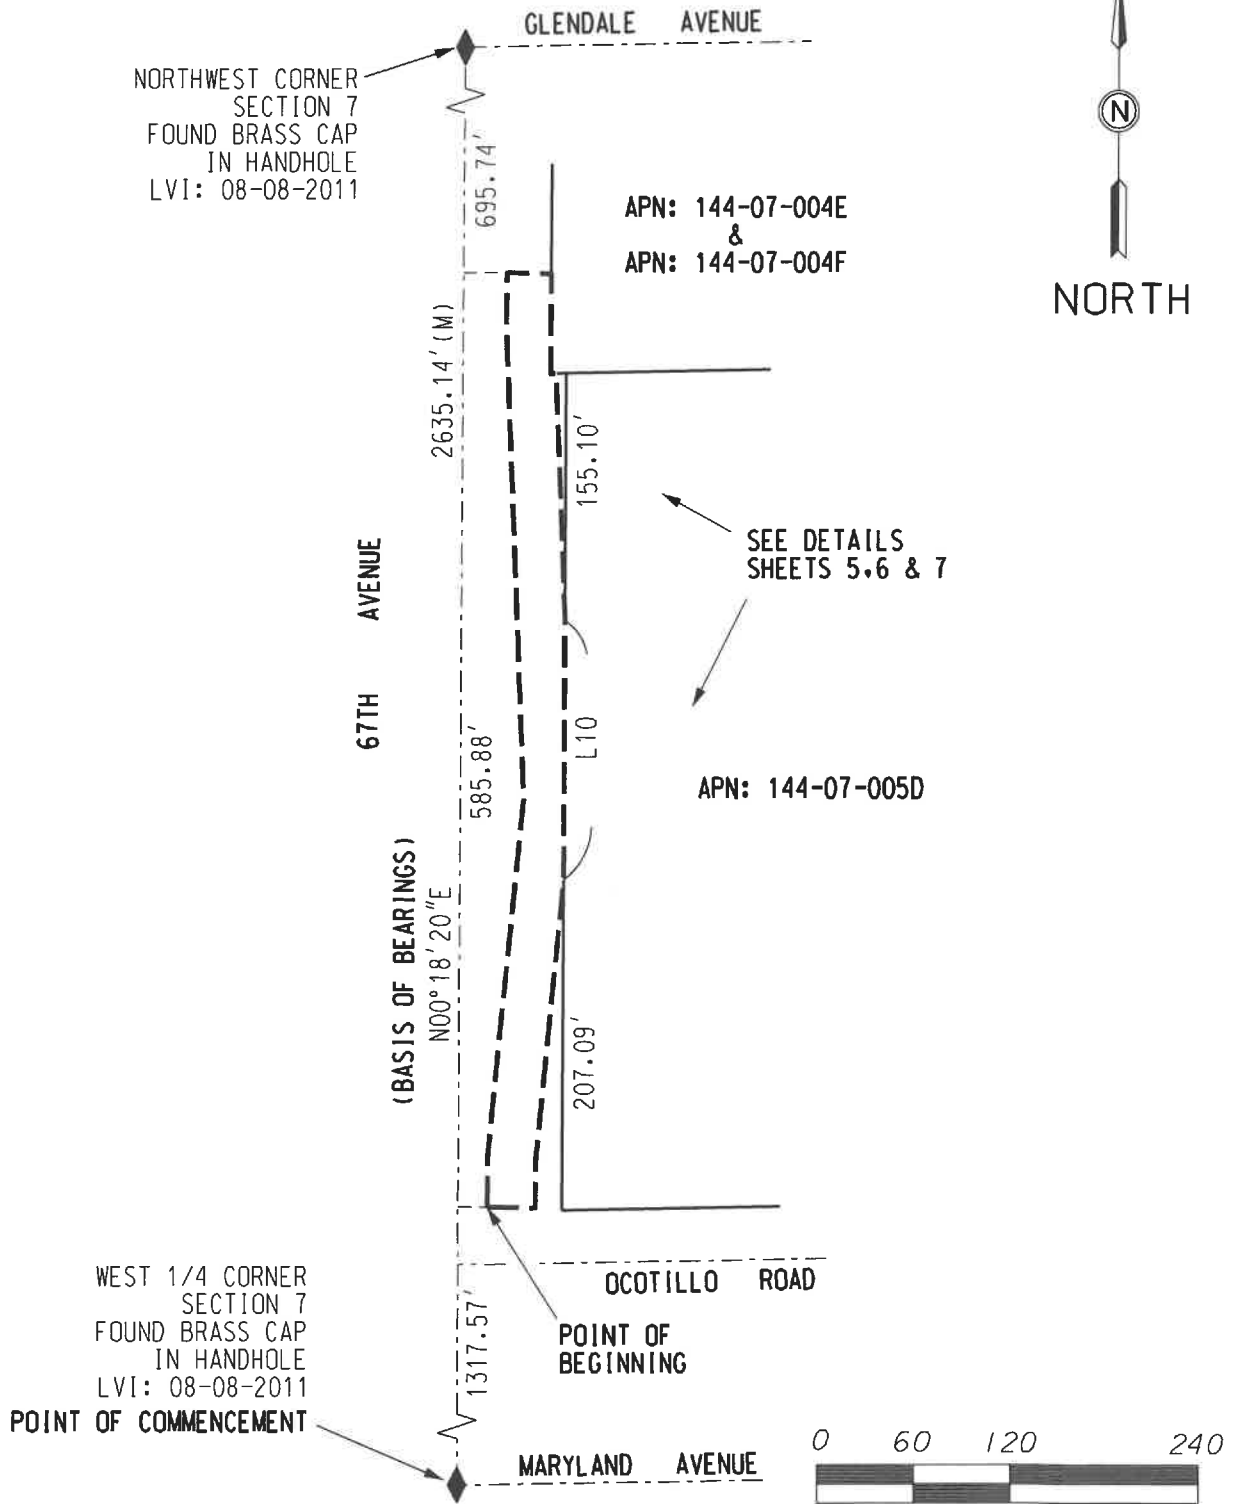 GLENDALE AVENUE
NORTHWEST CORNER
SECTION 7
FOUND BRASS CAP
IN HANDHOLE
LVI: 08-08-2011
N
NORTH
695.74'
APN: 144-07-004E
&
APN: 144-07-004F
2635.14'(M)
155.10'
SEE DETAILS
SHEETS 5,6 & 7
67TH AVENUE
585.88'
L10
APN: 144-07-005D
(BASIS OF BEARINGS)
N00°18'20"E
207.09'
WEST 1/4 CORNER
SECTION 7
FOUND BRASS CAP
IN HANDHOLE
LVI: 08-08-2011
POINT OF COMMENCEMENT
1317.57'
OCOTILLO ROAD
POINT OF
BEGINNING
MARYLAND AVENUE
0 60 120 240